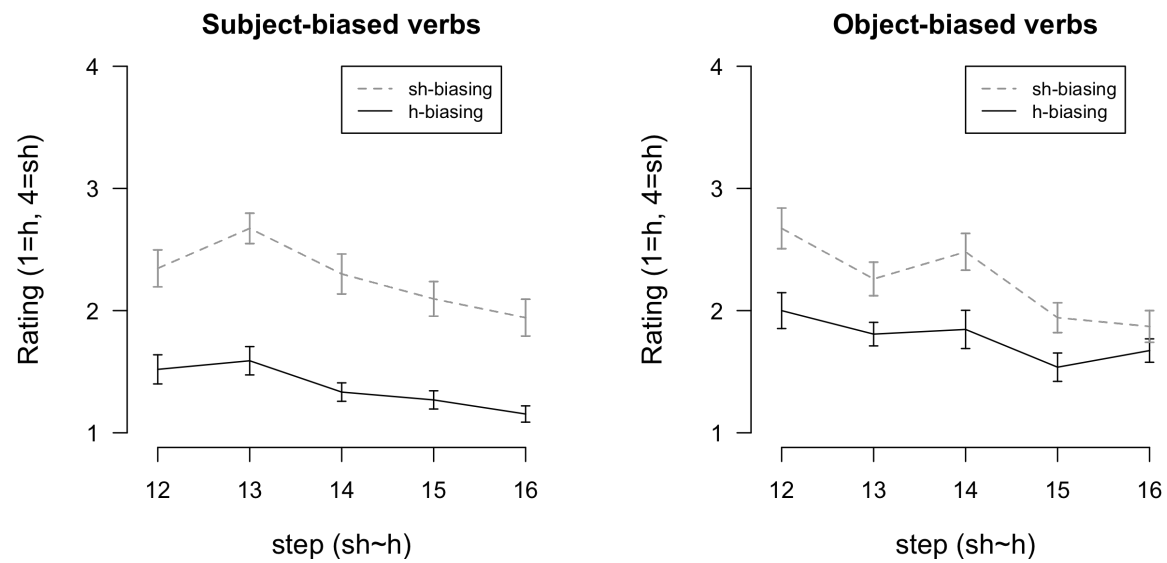 Subject-biased verbs
4
3
2
1
Rating (1=h, 4=sh)
sh-biasing
h-biasing
12 13 14 15 16
step (sh~h)
Object-biased verbs
4
3
2
1
Rating (1=h, 4=sh)
sh-biasing
h-biasing
12 13 14 15 16
step (sh~h)